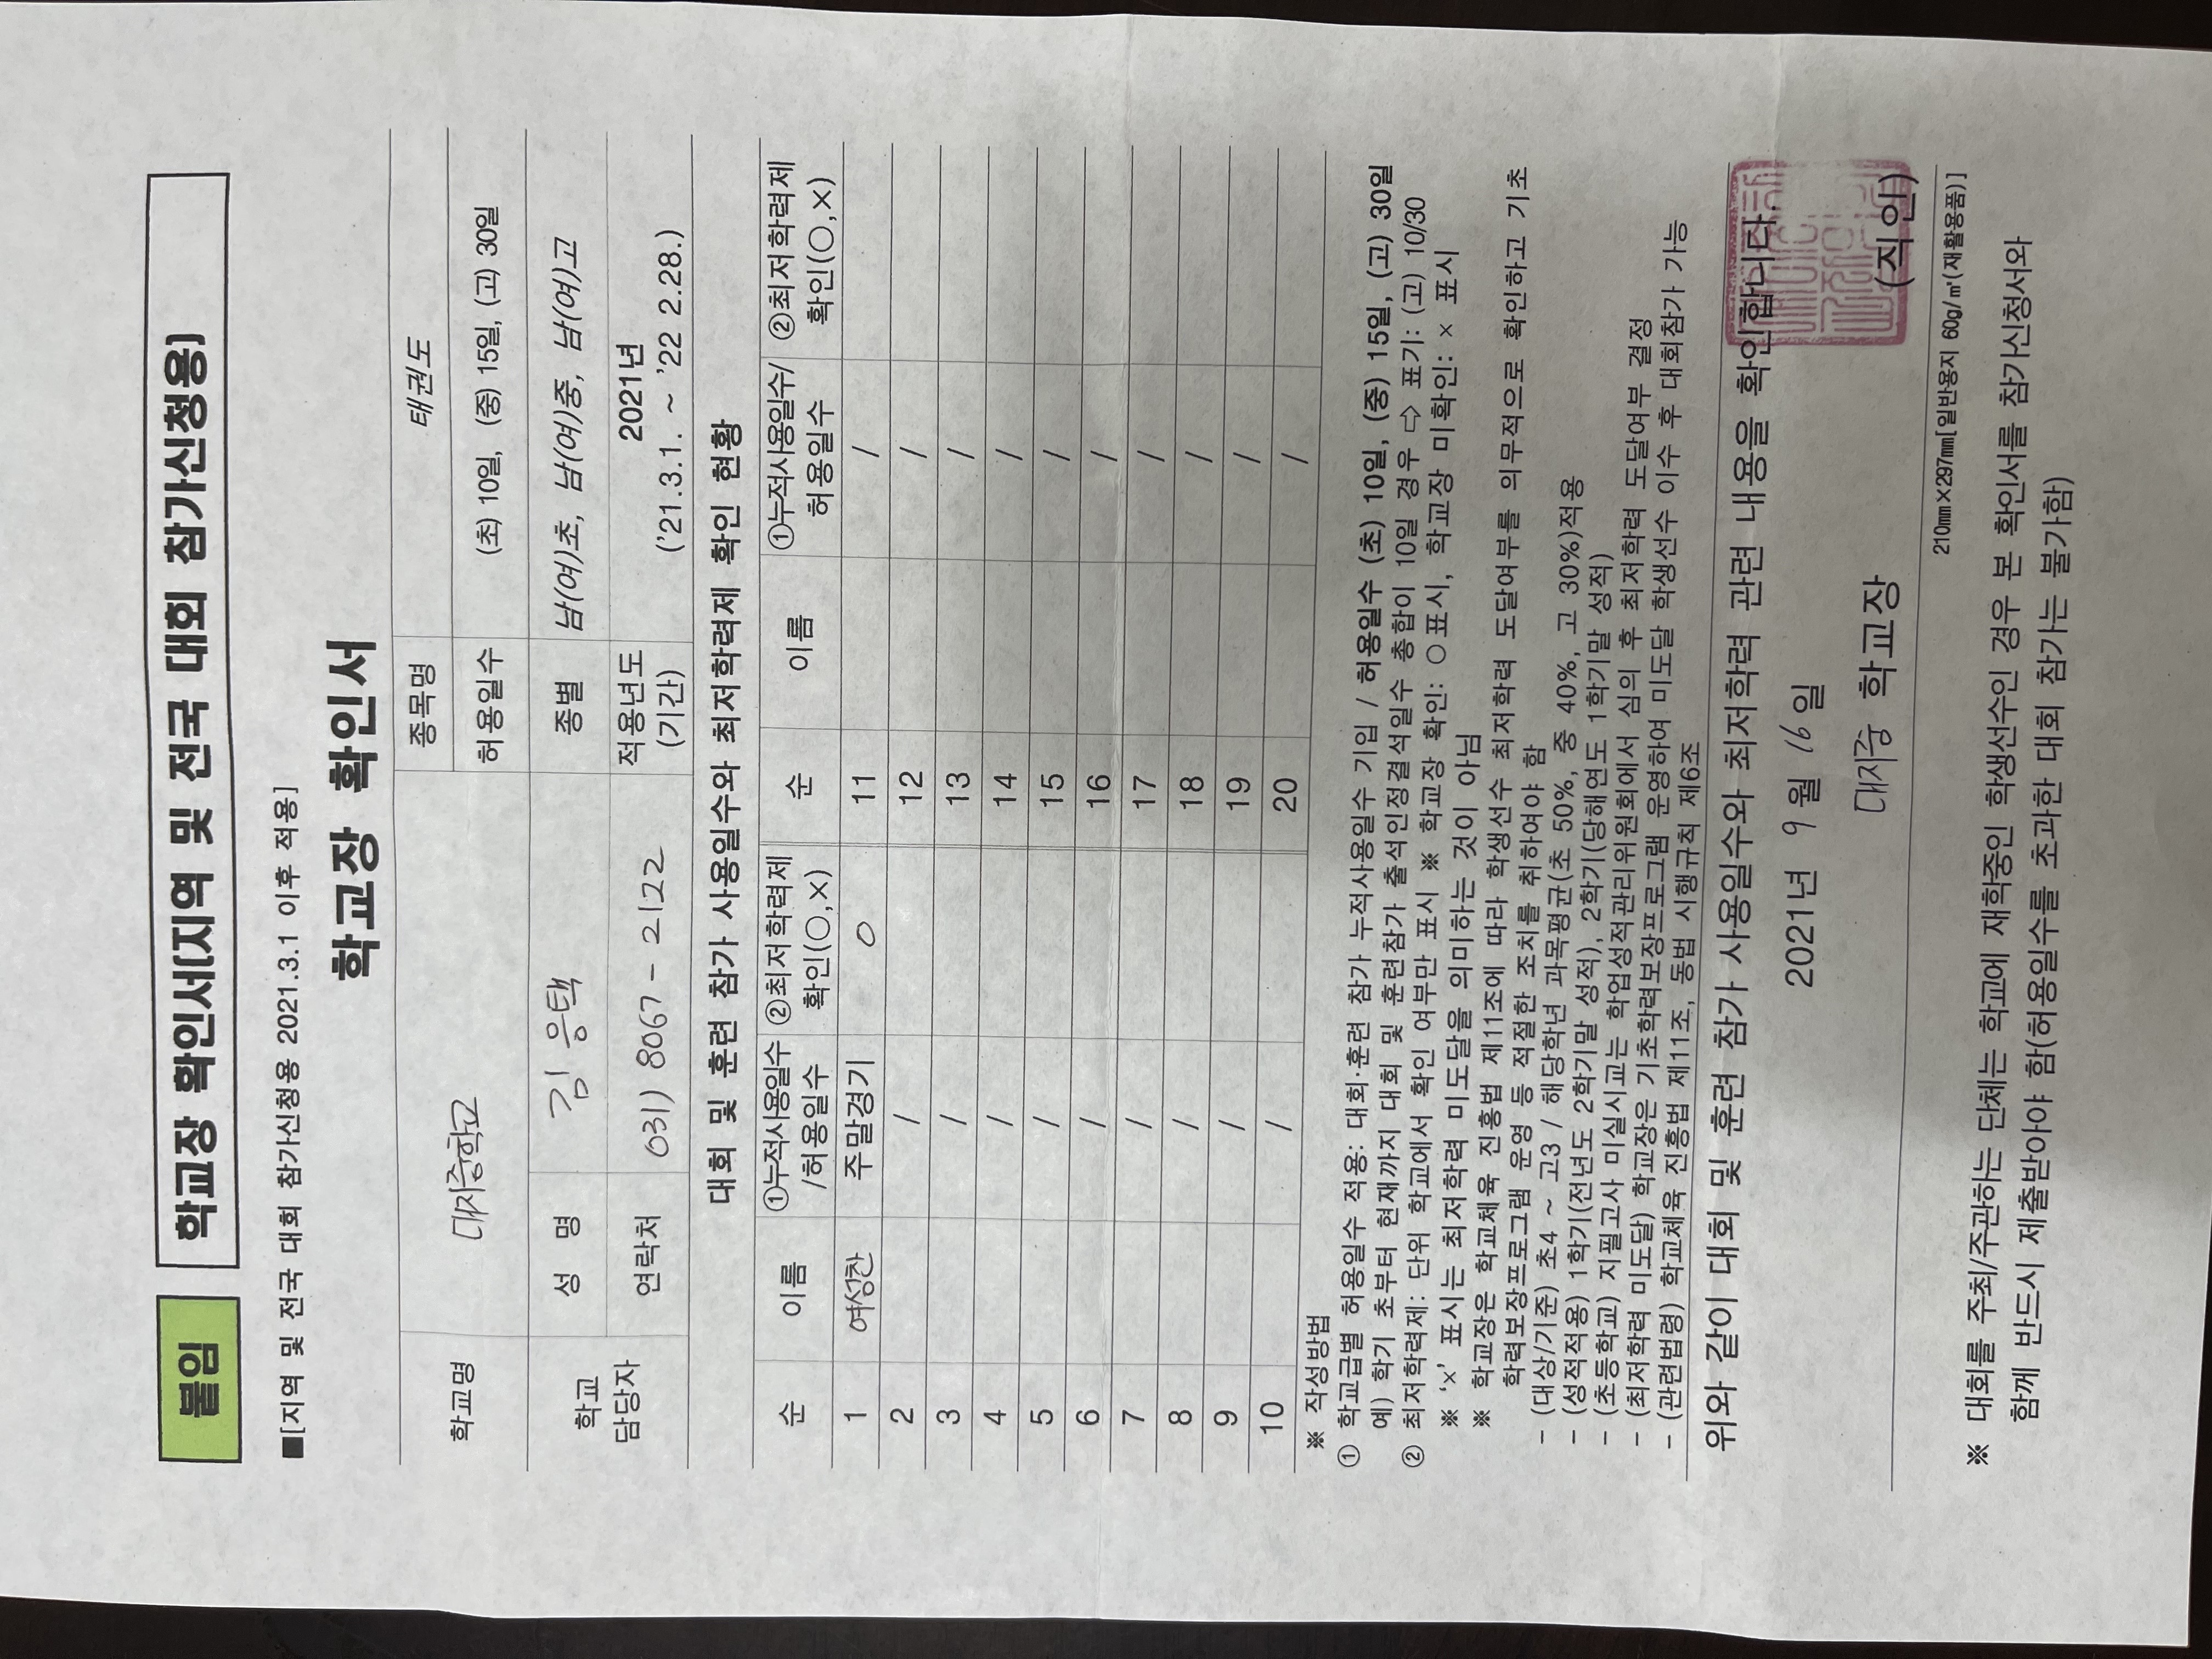 붙임 학교장 확인서[지역 및 전국 대회 참가신청용]
■[지역 및 전국 대회 참가신청용 2021.3.1 이후 적용]
학교장 확인서
학교명 대지중학교 종목명 태권도
허용일수 (초) 10일, (중) 15일, (고) 30일
학교 담당자 성 명 김응택 종별 남(여)초, 남(여)중, 남(여)고
연락처 031) 8067-2122 적용년도 (기간) 2021년 ('21.3.1. ~ '22 2.28.)
대회 및 훈련 참가 사용일수와 최저학력제 확인 현황
순 이름 ①누적사용일수 /허용일수 ②최저학력제 확인(○,×) 순 이름 ①누적사용일수/ 허용일수 ②최저학력제 확인(○,×)
1 여성찬 주말경기 ○ 11 /
2 / 12 /
3 / 13 /
4 / 14 /
5 / 15 /
6 / 16 /
7 / 17 /
8 / 18 /
9 / 19 /
10 / 20 /
※ 작성방법
① 학교급별 허용일수 적용: 대회·훈련 참가 누적사용일수 기입 / 허용일수 (초) 10일, (중) 15일, (고) 30일
예) 학기 초부터 현재까지 대회 및 훈련참가 출석인정결석일수 총합이 10일 경우 ⇨ 표기: (고) 10/30
② 최저학력제: 단위 학교에서 확인 여부만 표시 ※ 학교장 확인: ○ 표시, 학교장 미확인: × 표시
※ '×' 표시는 최저학력 미도달을 의미하는 것이 아님
※ 학교장은 학교체육 진흥법 제11조에 따라 학생선수 최저학력 도달여부를 의무적으로 확인하고 기초
학력보장프로그램 운영 등 적절한 조치를 취하여야 함
- (대상/기준) 초4 ~ 고3 / 해당학년 과목평균(초 50%, 중 40%, 고 30%)적용
- (성적적용) 1학기(전년도 2학기말 성적), 2학기(당해연도 1학기말 성적)
- (초등학교) 지필고사 미실시교는 학업성적관리위원회에서 심의 후 최저학력 도달여부 결정
- (최저학력 미도달) 학교장은 기초학력보장프로그램 운영하여 미도달 학생선수 이수 후 대회참가 가능
- (관련법령) 학교체육 진흥법 제11조, 동법 시행규칙 제6조
위와 같이 대회 및 훈련 참가 사용일수와 최저학력 관련 내용을 확인합니다.
2021년 9 월 16 일
대지중 학교장 (직인)
210㎜×297㎜[일반용지 60g/㎡(재활용품)]
※ 대회를 주최/주관하는 단체는 학교에 재학중인 학생선수인 경우 본 확인서를 참가신청서와
함께 반드시 제출받아야 함(허용일수를 초과한 대회 참가는 불가함)